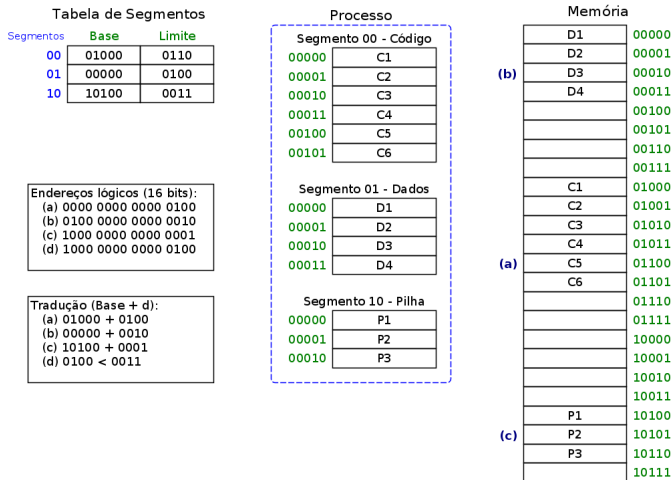 Tabela de Segmentos
Segmentos Base Limite
00 01000 0110
01 00000 0100
10 10100 0011
Endereços lógicos (16 bits):
(a) 0000 0000 0000 0100
(b) 0100 0000 0000 0010
(c) 1000 0000 0000 0001
(d) 1000 0000 0000 0100
Tradução (Base + d):
(a) 01000 + 0100
(b) 00000 + 0010
(c) 10100 + 0001
(d) 0100 < 0011
Processo
Segmento 00 - Código
00000 C1
00001 C2
00010 C3
00011 C4
00100 C5
00101 C6
Segmento 01 - Dados
00000 D1
00001 D2
00010 D3
00011 D4
Segmento 10 - Pilha
00000 P1
00001 P2
00010 P3
Memória
D1 00000
D2 00001
(b) D3 00010
D4 00011
00100
00101
00110
00111
C1 01000
C2 01001
C3 01010
C4 01011
(a) C5 01100
C6 01101
01110
01111
10000
10001
10010
10011
P1 10100
(c) P2 10101
P3 10110
10111